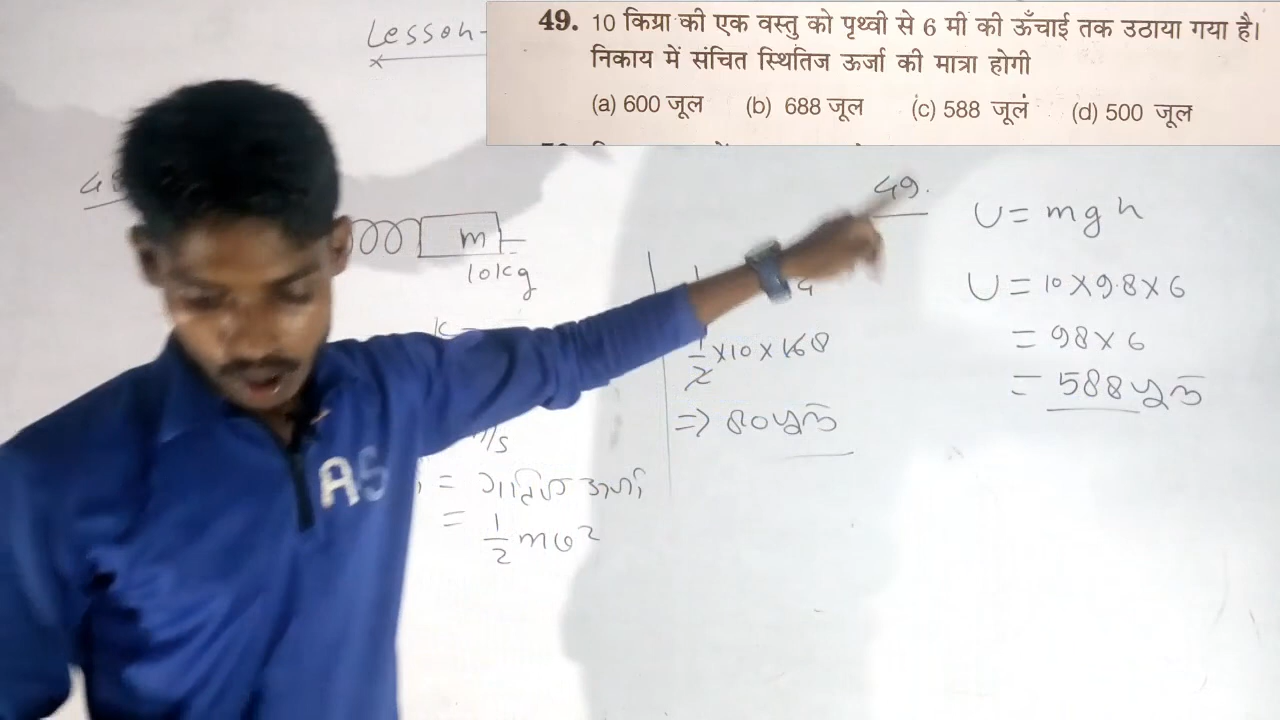 Lesson-
49. 10 किग्रा की एक वस्तु को पृथ्वी से 6 मी की ऊँचाई तक उठाया गया है।
निकाय में संचित स्थितिज ऊर्जा की मात्रा होगी
(a) 600 जूल (b) 688 जूल (c) 588 जूल (d) 500 जूल
m
10kg
k
m/s
= गतिज ऊर्जा
= 1/2 mv²
1/2 × 10 × 16
=> 80 जूल
AS
49.
U = mgh
U = 10 × 9.8 × 6
= 98 × 6
= 588 जूल